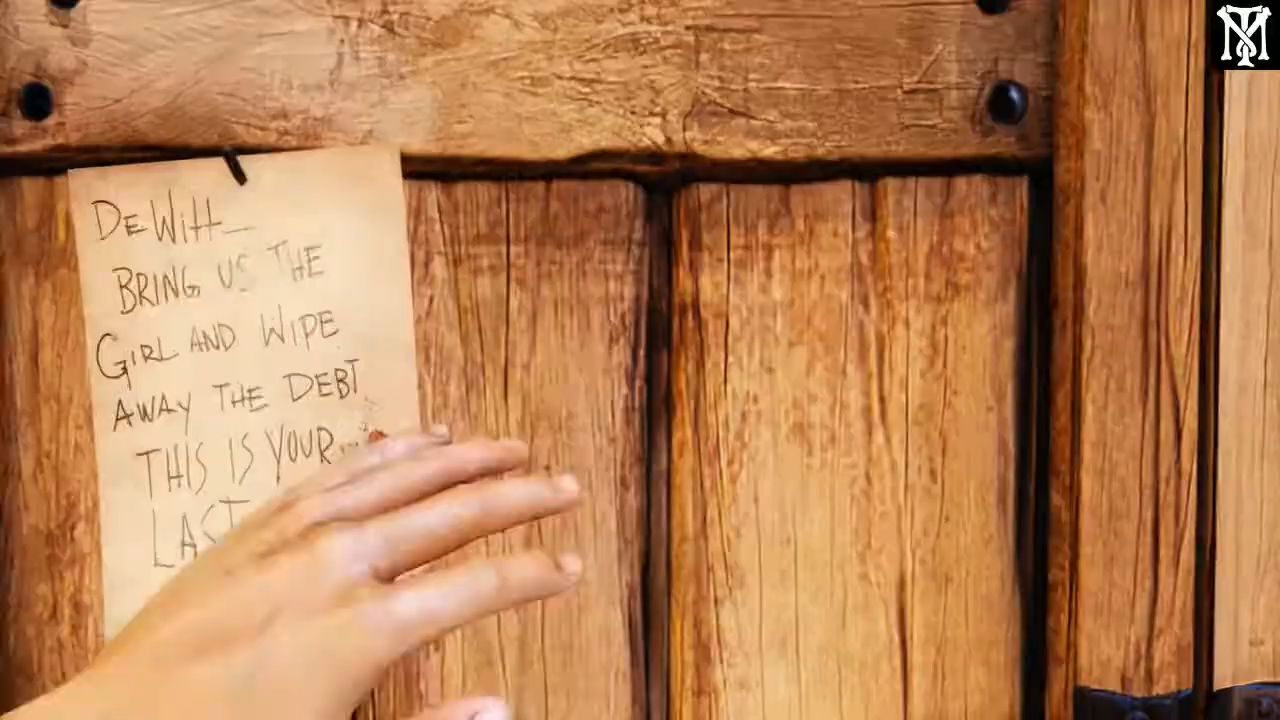 DeWitt—
BRING US THE
GIRL AND WIPE
AWAY THE DEBT
THIS IS YOUR
LAST